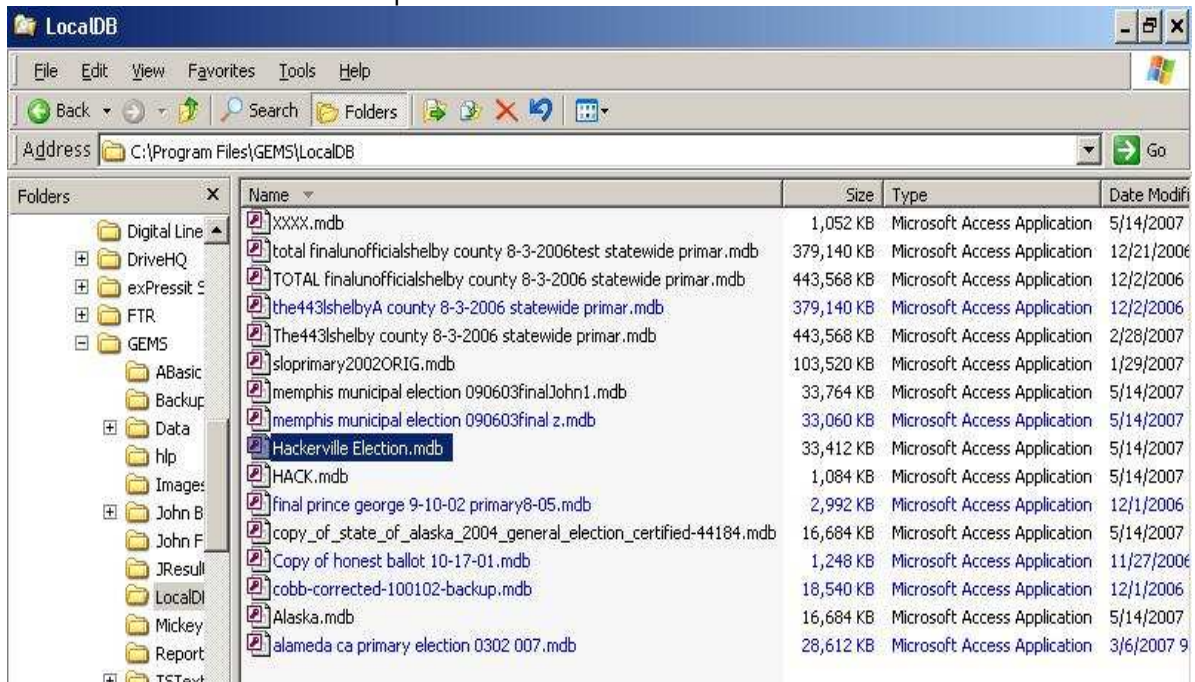 LocalDB
File Edit View Favorites Tools Help
Back Search Folders
Address C:\Program Files\GEMS\LocalDB Go
Folders X Name Size Type Date Modifi
Digital Line
DriveHQ
exPressit S
FTR
GEMS
ABasic
Backup
Data
hlp
Images
John B
John F
JResul
LocalD
Mickey
Report
TSText
XXXX.mdb 1,052 KB Microsoft Access Application 5/14/2007
total finalunofficialshelby county 8-3-2006test statewide primar.mdb 379,140 KB Microsoft Access Application 12/21/2006
TOTAL finalunofficialshelby county 8-3-2006 statewide primar.mdb 443,568 KB Microsoft Access Application 12/2/2006
the443lshelbyA county 8-3-2006 statewide primar.mdb 379,140 KB Microsoft Access Application 12/2/2006
The443lshelby county 8-3-2006 statewide primar.mdb 443,568 KB Microsoft Access Application 2/28/2007
sloprimary2002ORIG.mdb 103,520 KB Microsoft Access Application 1/29/2007
memphis municipal election 090603finalJohn1.mdb 33,764 KB Microsoft Access Application 5/14/2007
memphis municipal election 090603final z.mdb 33,060 KB Microsoft Access Application 5/14/2007
Hackerville Election.mdb 33,412 KB Microsoft Access Application 5/14/2007
HACK.mdb 1,084 KB Microsoft Access Application 5/14/2007
final prince george 9-10-02 primary8-05.mdb 2,992 KB Microsoft Access Application 12/1/2006
copy_of_state_of_alaska_2004_general_election_certified-44184.mdb 16,684 KB Microsoft Access Application 5/14/2007
Copy of honest ballot 10-17-01.mdb 1,248 KB Microsoft Access Application 11/27/2006
cobb-corrected-100102-backup.mdb 18,540 KB Microsoft Access Application 12/1/2006
Alaska.mdb 16,684 KB Microsoft Access Application 5/14/2007
alameda ca primary election 0302 007.mdb 28,612 KB Microsoft Access Application 3/6/2007 9